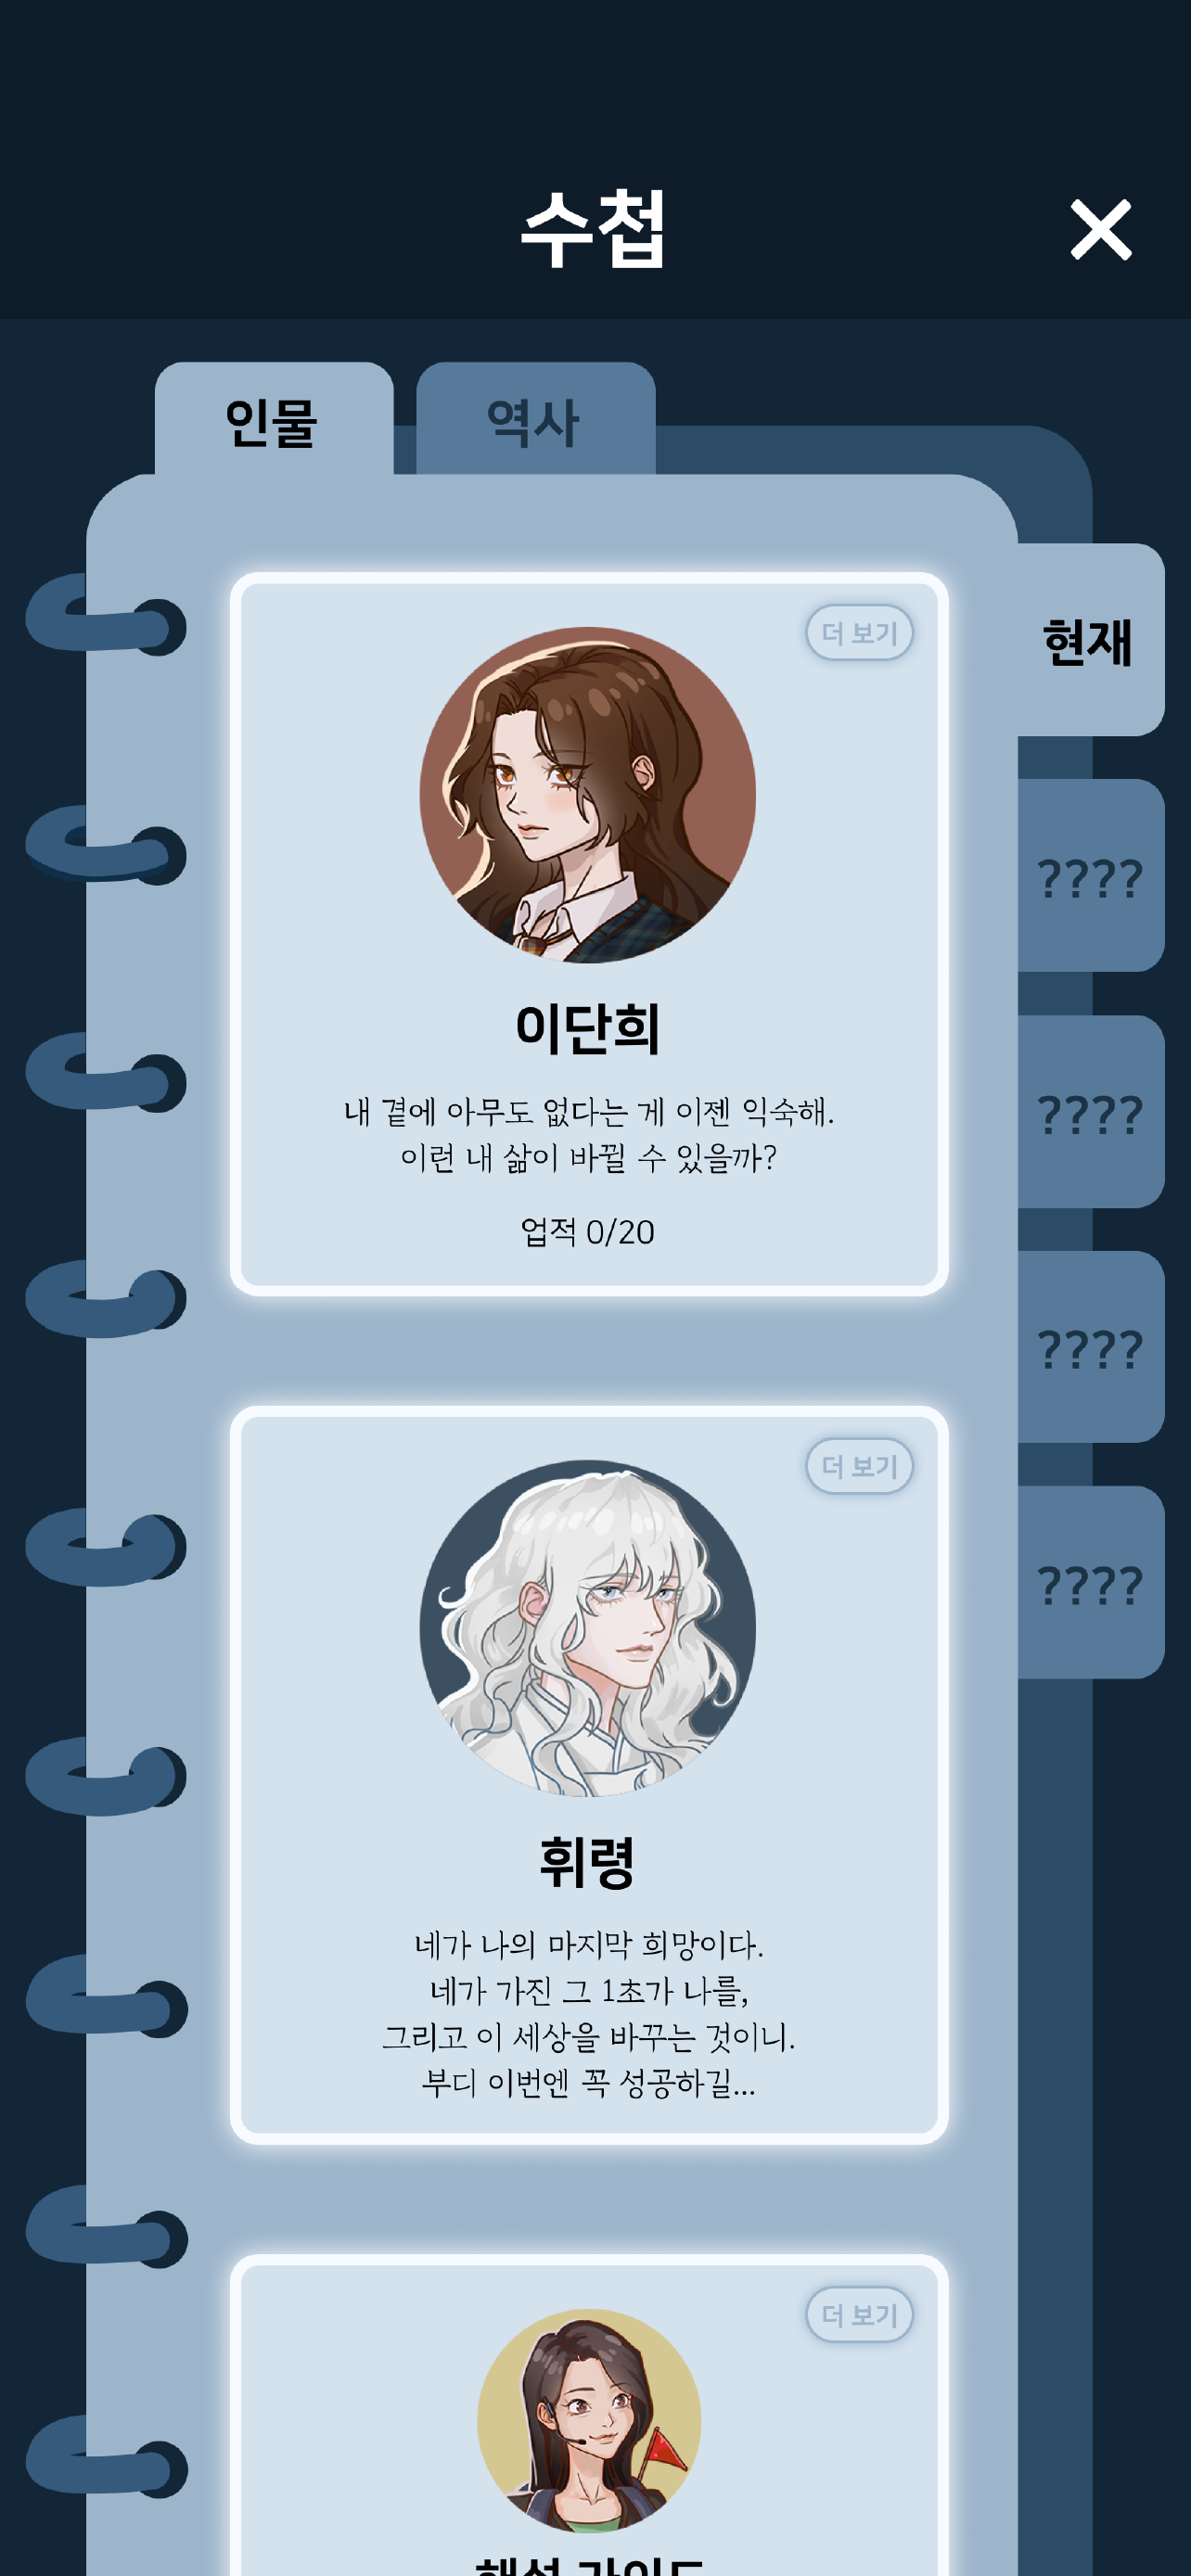 수첩
인물
역사
현재
????
????
????
????
더 보기
이단희
내 곁에 아무도 없다는 게 이젠 익숙해.
이런 내 삶이 바뀔 수 있을까?
업적 0/20
더 보기
휘령
네가 나의 마지막 희망이다.
네가 가진 그 1초가 나를,
그리고 이 세상을 바꾸는 것이니.
부디 이번엔 꼭 성공하길...
더 보기
해설 가이드